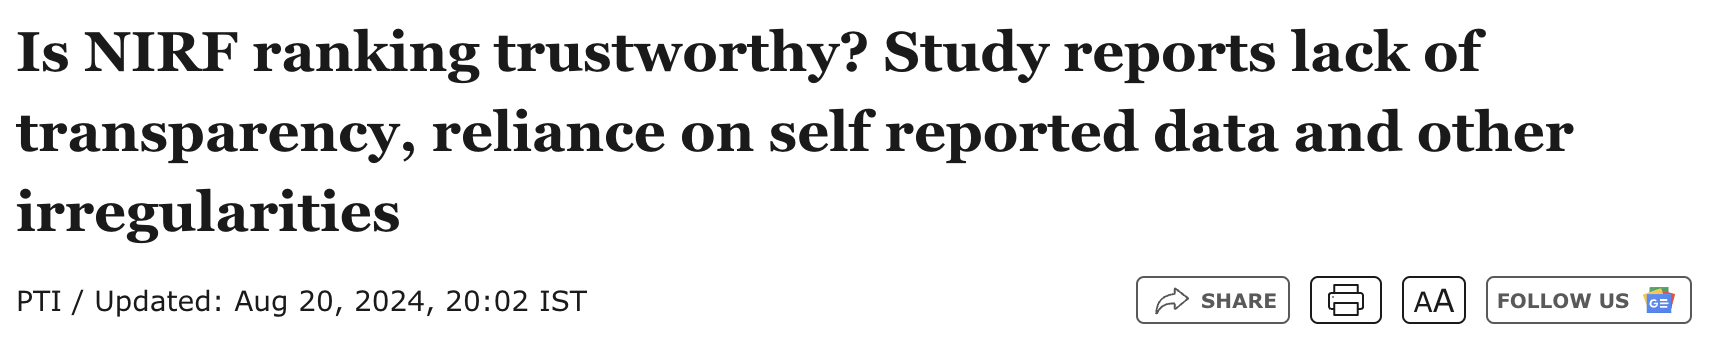 Is NIRF ranking trustworthy? Study reports lack of
transparency, reliance on self reported data and other
irregularities
PTI / Updated: Aug 20, 2024, 20:02 IST
SHARE
AA
FOLLOW US
GE